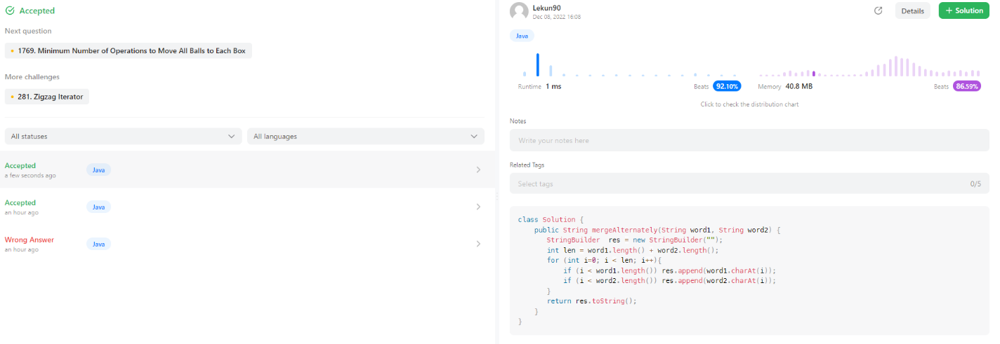 Accepted
Next question
1769. Minimum Number of Operations to Move All Balls to Each Box
More challenges
281. Zigzag Iterator
All statuses
All languages
Accepted
a few seconds ago
Java
Accepted
an hour ago
Java
Wrong Answer
an hour ago
Java
Lekun90
Dec 08, 2022 16:08
Details
+ Solution
Java
Runtime 1 ms Beats 92.10%
Memory 40.8 MB Beats 86.59%
Click to check the distribution chart
Notes
Write your notes here
Related Tags
Select tags 0/5
class Solution {
    public String mergeAlternately(String word1, String word2) {
       StringBuilder  res = new StringBuilder("");
       int len = word1.length() + word2.length();
       for (int i=0; i < len; i++){
           if (i < word1.length()) res.append(word1.charAt(i));
           if (i < word2.length()) res.append(word2.charAt(i));
       }
       return res.toString();
    }
}